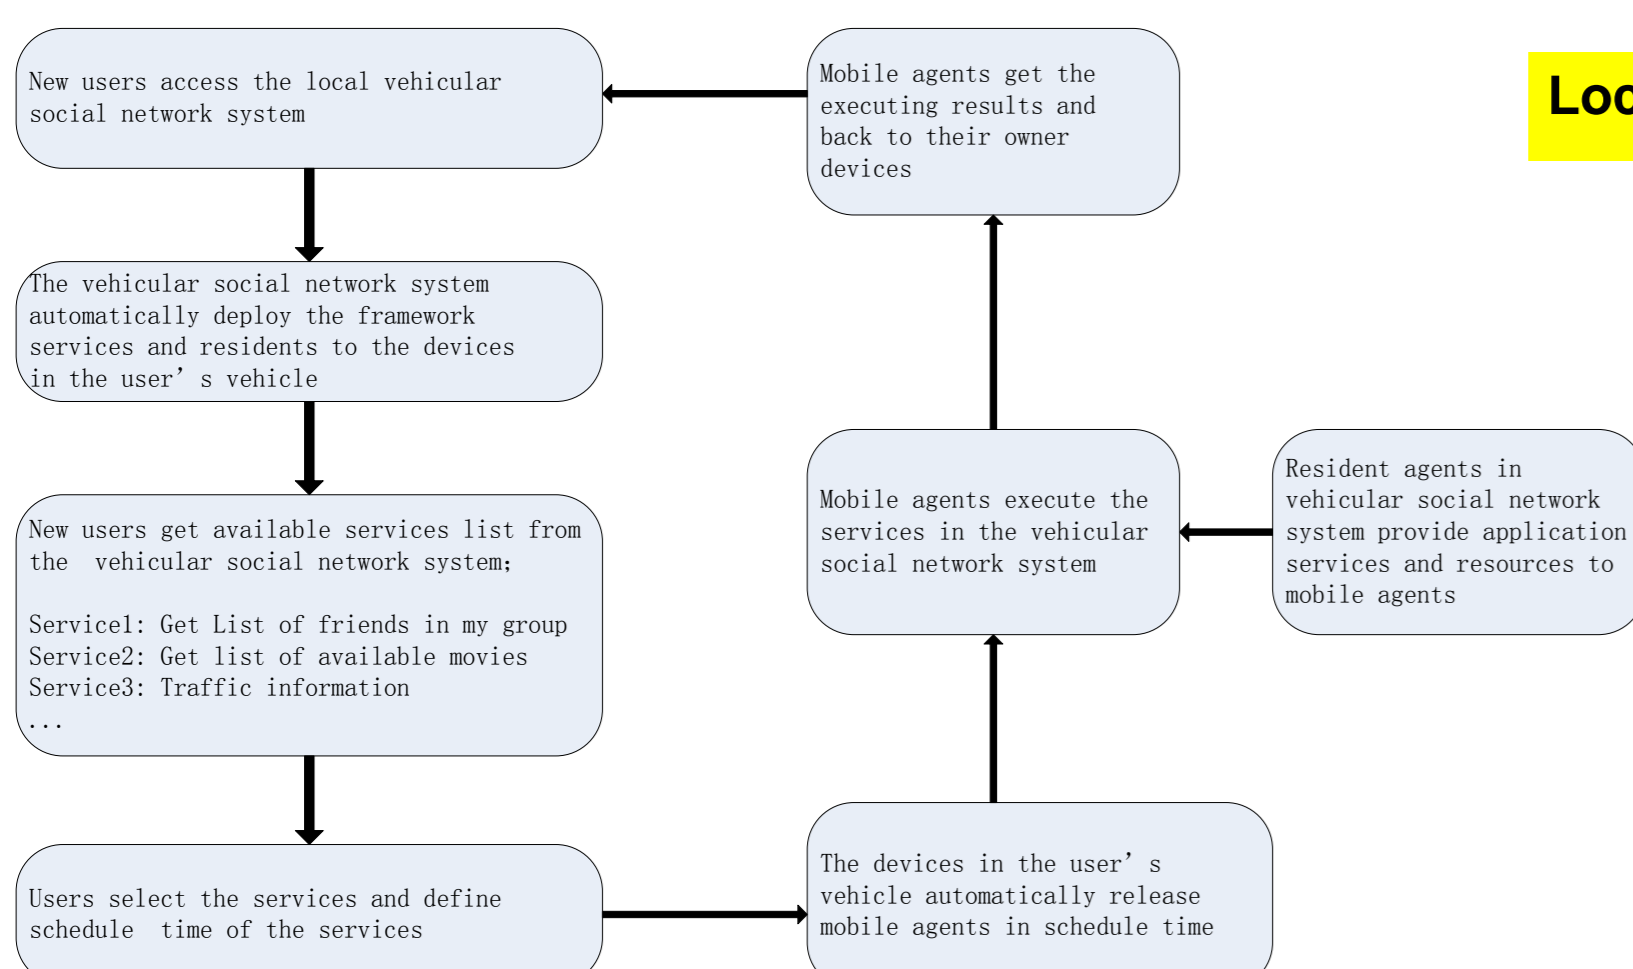 New users access the local vehicular
social network system
The vehicular social network system
automatically deploy the framework
services and residents to the devices
in the user’s vehicle
New users get available services list from
the  vehicular social network system;
Service1: Get List of friends in my group
Service2: Get list of available movies
Service3: Traffic information
...
Users select the services and define
schedule  time of the services
The devices in the user’s
vehicle automatically release
mobile agents in schedule time
Mobile agents execute the
services in the vehicular
social network system
Resident agents in
vehicular social network
system provide application
services and resources to
mobile agents
Mobile agents get the
executing results and
back to their owner
devices